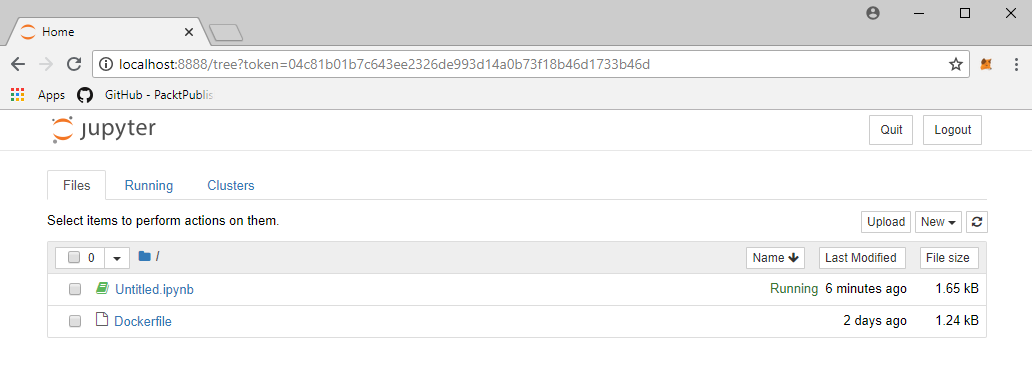 Home
localhost:8888/tree?token=04c81b01b7c643ee2326de993d14a0b73f18b46d1733b46d
Apps GitHub - PacktPublis
jupyter Quit Logout
Files Running Clusters
Select items to perform actions on them. Upload New
0 / Name Last Modified File size
Untitled.ipynb Running 6 minutes ago 1.65 kB
Dockerfile 2 days ago 1.24 kB